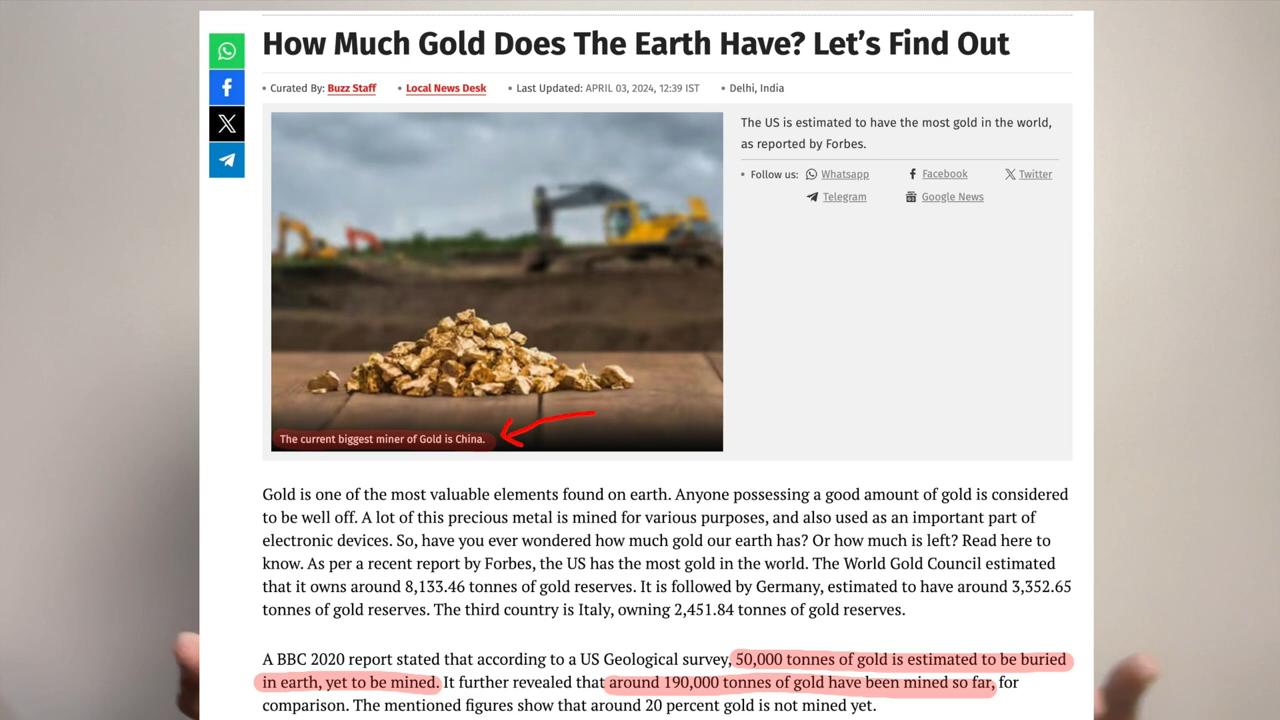 How Much Gold Does The Earth Have? Let's Find Out
• Curated By: Buzz Staff • Local News Desk • Last Updated: APRIL 03, 2024, 12:39 IST • Delhi, India
The US is estimated to have the most gold in the world,
as reported by Forbes.
• Follow us: Whatsapp Facebook Twitter
Telegram Google News
The current biggest miner of Gold is China.
Gold is one of the most valuable elements found on earth. Anyone possessing a good amount of gold is considered
to be well off. A lot of this precious metal is mined for various purposes, and also used as an important part of
electronic devices. So, have you ever wondered how much gold our earth has? Or how much is left? Read here to
know. As per a recent report by Forbes, the US has the most gold in the world. The World Gold Council estimated
that it owns around 8,133.46 tonnes of gold reserves. It is followed by Germany, estimated to have around 3,352.65
tonnes of gold reserves. The third country is Italy, owning 2,451.84 tonnes of gold reserves.
A BBC 2020 report stated that according to a US Geological survey, 50,000 tonnes of gold is estimated to be buried
in earth, yet to be mined. It further revealed that around 190,000 tonnes of gold have been mined so far, for
comparison. The mentioned figures show that around 20 percent gold is not mined yet.